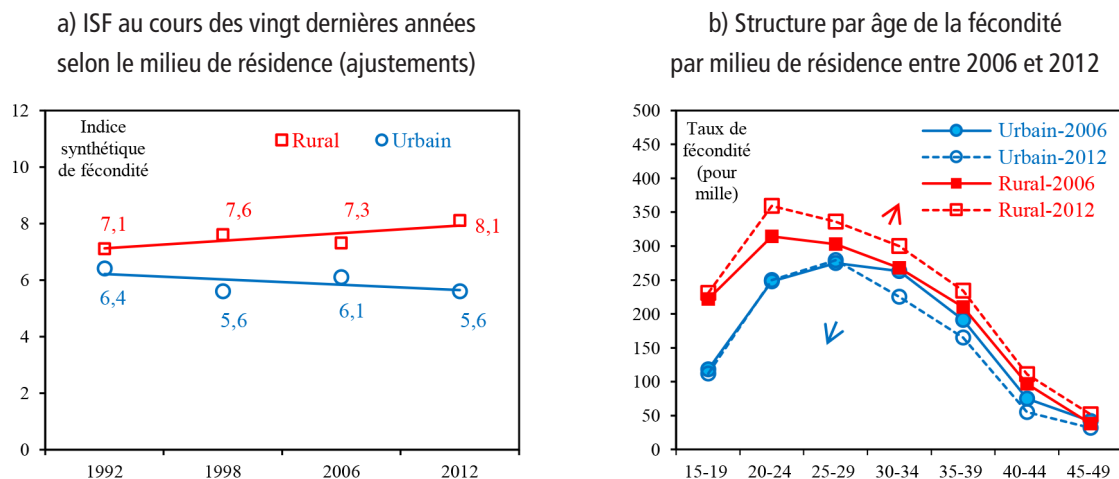 a) ISF au cours des vingt dernières années
selon le milieu de résidence (ajustements)
12
10
8
6
4
2
0
Indice
synthétique
de fécondité
Rural
Urbain
7,1
7,6
7,3
8,1
6,4
5,6
6,1
5,6
1992
1998
2006
2012
b) Structure par âge de la fécondité
par milieu de résidence entre 2006 et 2012
500
450
400
350
300
250
200
150
100
50
0
Taux de
fécondité
(pour
mille)
Urbain-2006
Urbain-2012
Rural-2006
Rural-2012
15-19
20-24
25-29
30-34
35-39
40-44
45-49